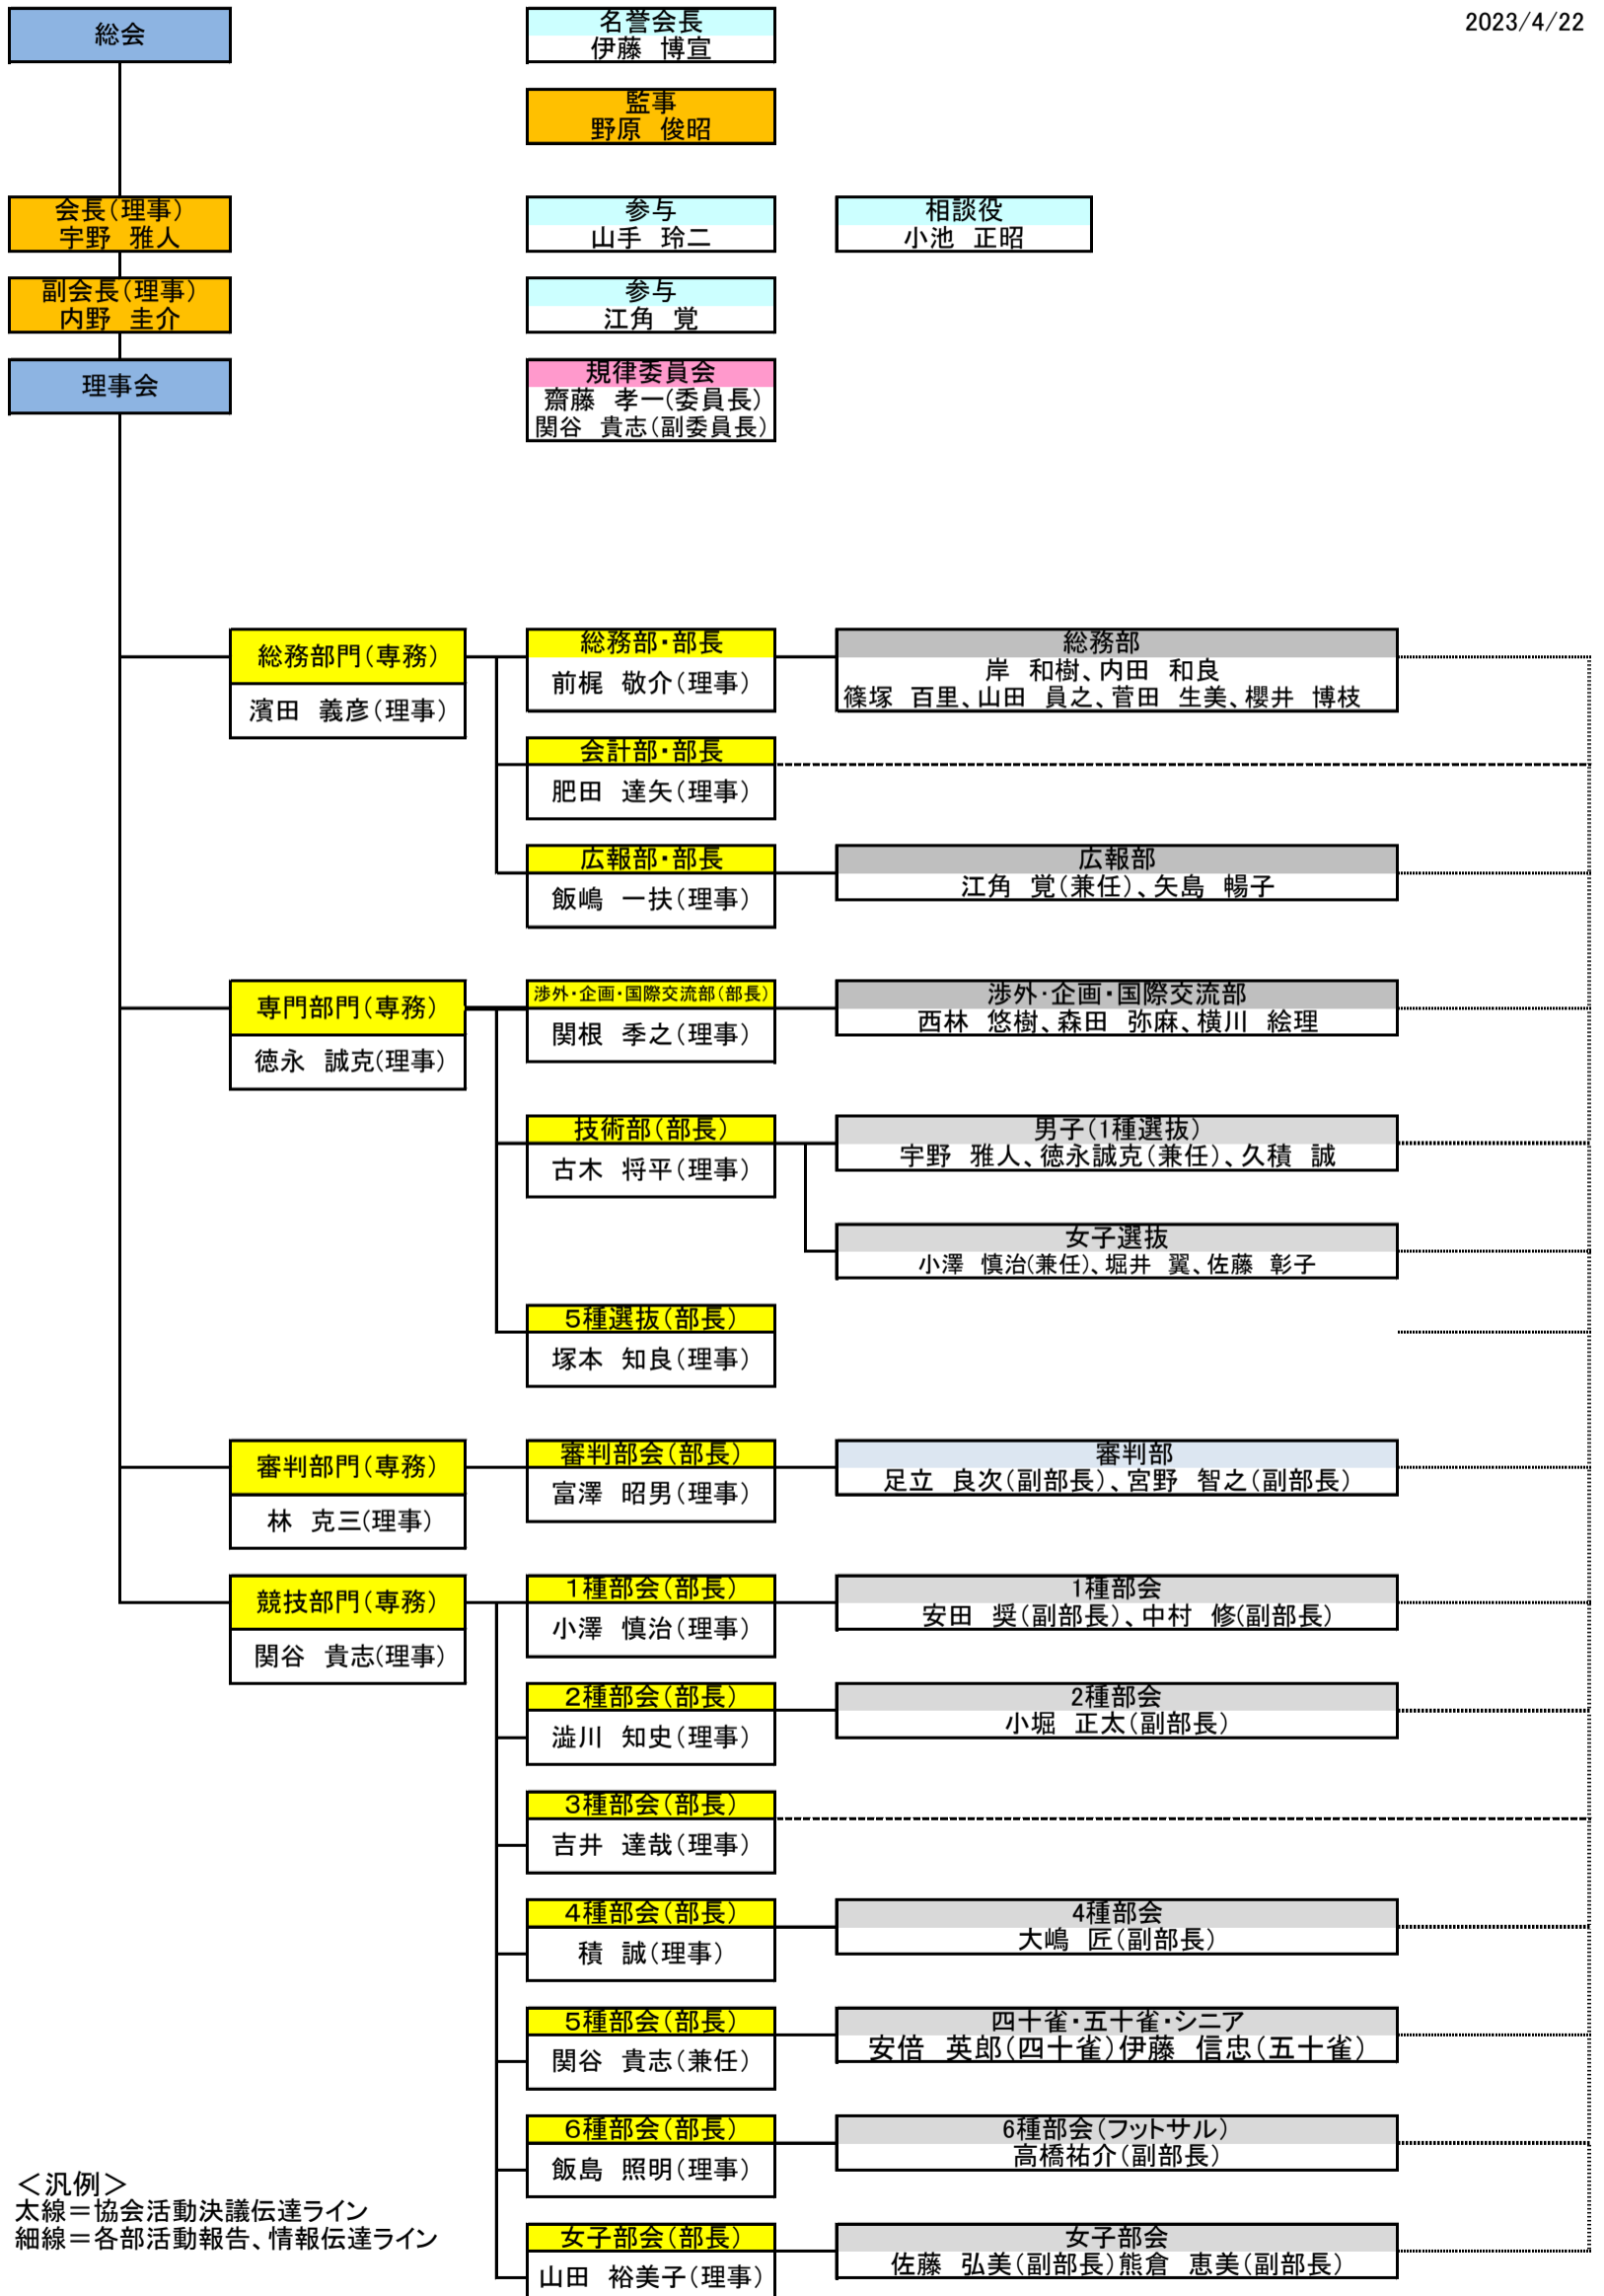 2023/4/22
総会
名誉会長
伊藤　博宣
監事
野原　俊昭
会長（理事）
宇野　雅人
参与
山手　玲二
相談役
小池　正昭
副会長（理事）
内野　圭介
参与
江角　覚
理事会
規律委員会
齋藤　孝一(委員長)
関谷　貴志(副委員長)
総務部門（専務）
濱田　義彦（理事）
総務部・部長
前梶　敬介（理事）
総務部
岸　和樹、内田　和良
篠塚　百里、山田　員之、菅田　生美、櫻井　博枝
会計部・部長
肥田　達矢（理事）
広報部・部長
飯嶋　一扶（理事）
広報部
江角　覚（兼任）、矢島　暢子
専門部門（専務）
徳永　誠克(理事)
渉外・企画・国際交流部（部長）
関根　季之（理事）
渉外・企画・国際交流部
西林　悠樹、森田　弥麻、横川　絵理
技術部（部長）
古木　将平（理事）
男子（1種選抜）
宇野　雅人、徳永誠克（兼任）、久積　誠
女子選抜
小澤　慎治(兼任)、堀井　翼、佐藤　彰子
５種選抜（部長）
塚本　知良（理事）
審判部門（専務）
林　克三(理事)
審判部会（部長）
富澤　昭男（理事）
審判部
足立　良次（副部長）、宮野　智之（副部長）
競技部門（専務）
関谷　貴志(理事)
１種部会（部長）
小澤　慎治（理事）
1種部会
安田　奨（副部長）、中村　修(副部長)
２種部会（部長）
澁川　知史（理事）
2種部会
小堀　正太（副部長）
３種部会（部長）
吉井　達哉（理事）
４種部会（部長）
積　誠（理事）
4種部会
大嶋　匠（副部長）
５種部会（部長）
関谷　貴志（兼任）
四十雀・五十雀・シニア
安倍　英郎（四十雀）伊藤　信忠（五十雀）
６種部会（部長）
飯島　照明（理事）
6種部会（フットサル）
高橋祐介（副部長）
女子部会（部長）
山田　裕美子（理事）
女子部会
佐藤　弘美（副部長）熊倉　恵美（副部長）
＜汎例＞
太線＝協会活動決議伝達ライン
細線＝各部活動報告、情報伝達ライン